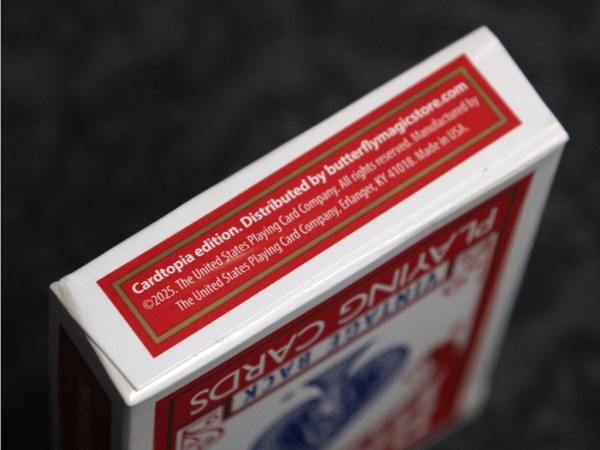 Cardtopia edition. Distributed by butterflymagicstore.com
©2025. The United States Playing Card Company. All rights reserved. Manufactured by
The United States Playing Card Company, Erlanger, KY 41018. Made in USA.
PLAYING CARDS
VINTAGE BACK